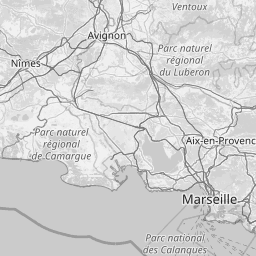 Ventoux
Avignon
Parc naturel
régional
du Luberon
Nîmes
Parc naturel
régional
de Camargue
Aix-en-Provenc
Marseille
Parc national
des Calanques